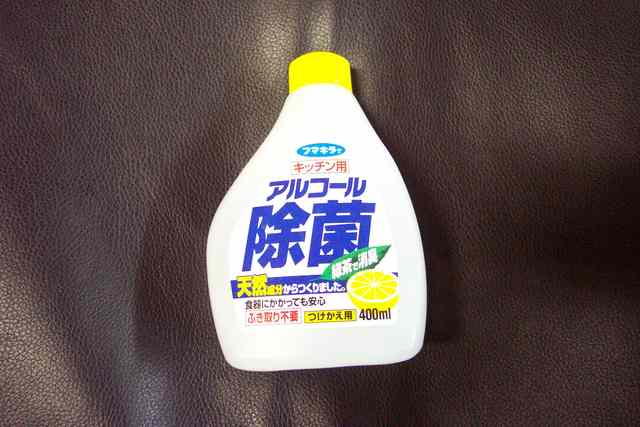 フマキラー
キッチン用
アルコール
除菌
緑茶で消臭
天然成分からつくりました。
食器にかかっても安心
ふき取り不要 つけかえ用 400ml